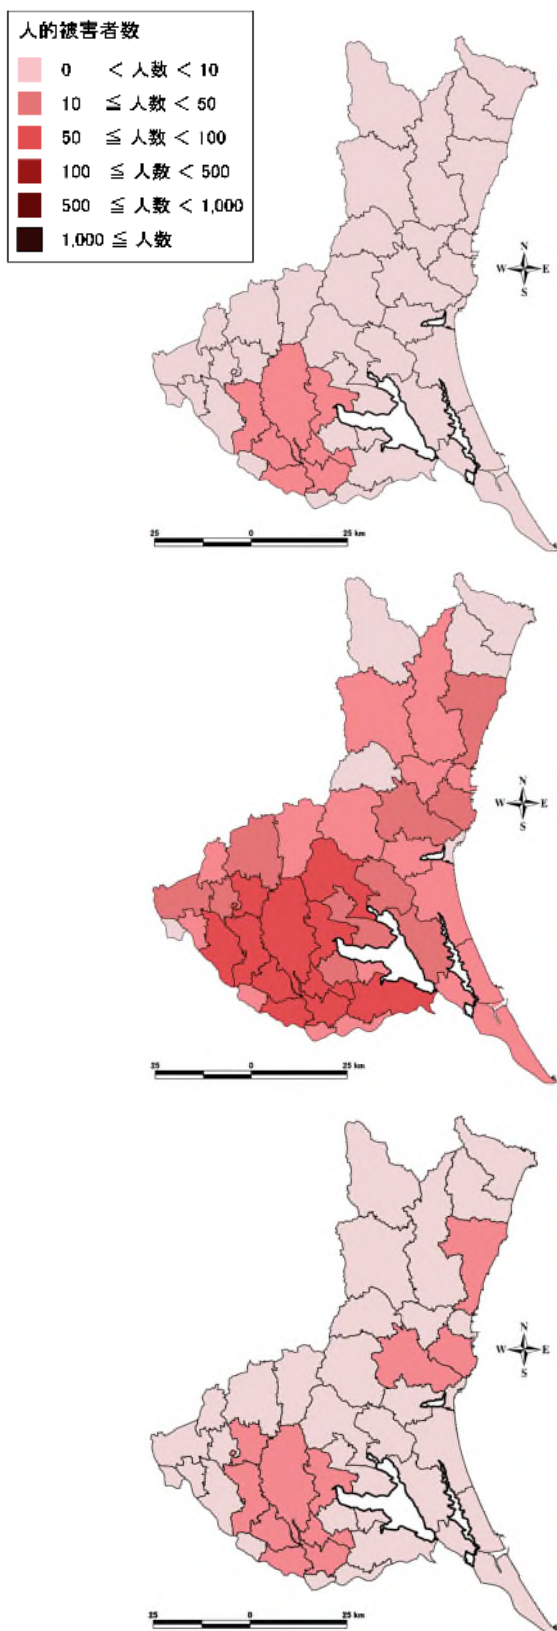 人的被害者数
0 < 人数 < 10
10 ≦ 人数 < 50
50 ≦ 人数 < 100
100 ≦ 人数 < 500
500 ≦ 人数 < 1,000
1,000 ≦ 人数
N
W E
S
25 0 25 km
N
W E
S
25 0 25 km
N
W E
S
25 0 25 km